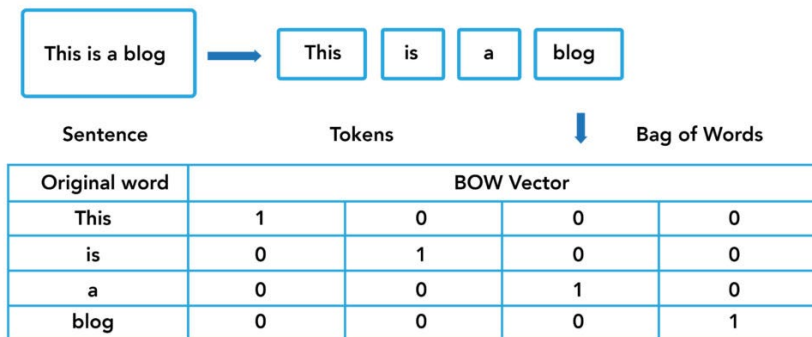 This is a blog This is a blog
Sentence Tokens Bag of Words
Original word BOW Vector
This 1 0 0 0
is 0 1 0 0
a 0 0 1 0
blog 0 0 0 1